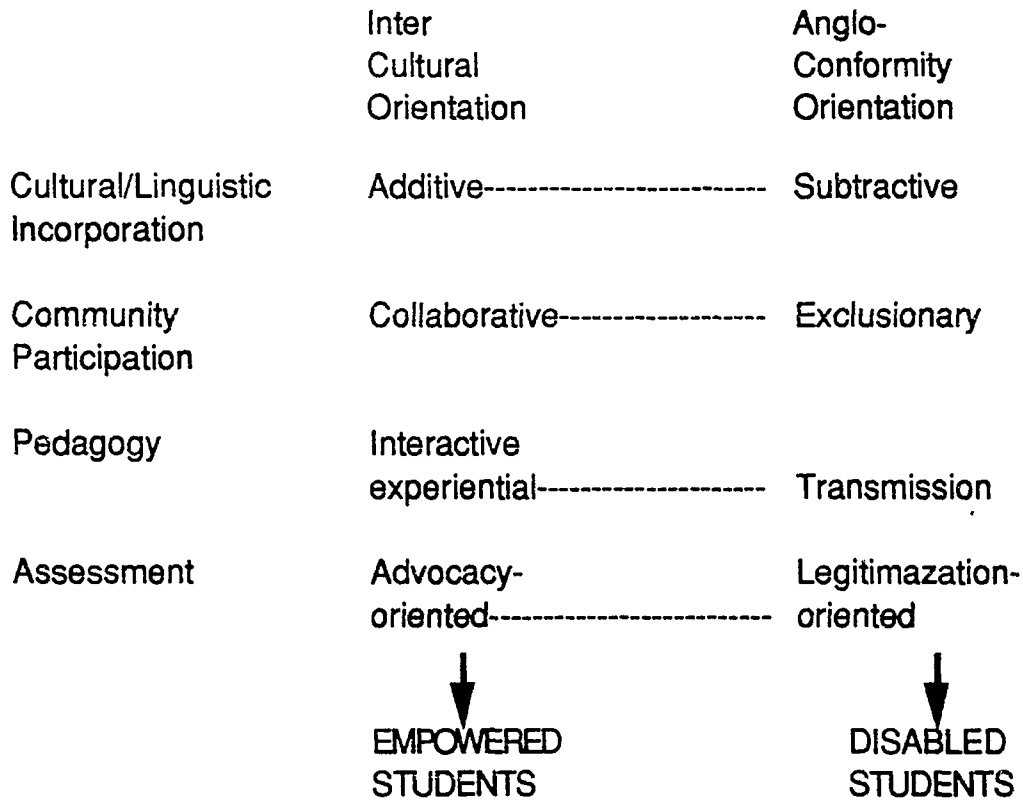 Inter Anglo-
Cultural Conformity
Orientation Orientation
Cultural/Linguistic Additive-------------------------- Subtractive
Incorporation
Community Collaborative------------------- Exclusionary
Participation
Pedagogy Interactive
experiential--------------------- Transmission
Assessment Advocacy- Legitimazation-
oriented-------------------------- oriented
EMPOWERED DISABLED
STUDENTS STUDENTS